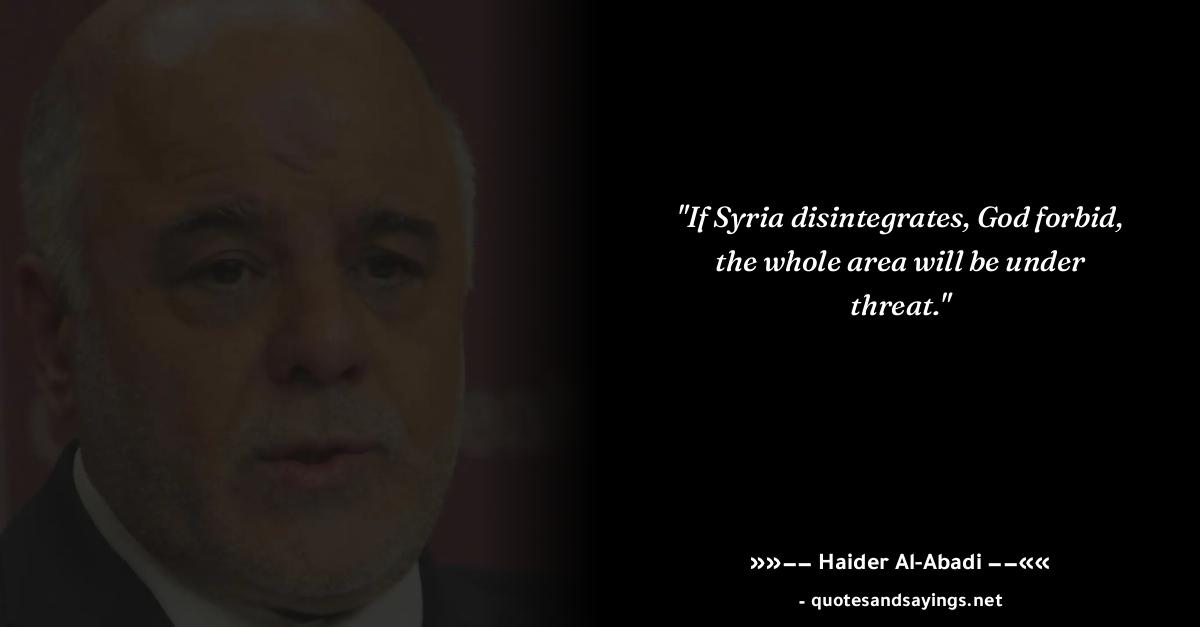 "If Syria disintegrates, God forbid,
the whole area will be under
threat."
»»–– Haider Al-Abadi ––««
- quotesandsayings.net